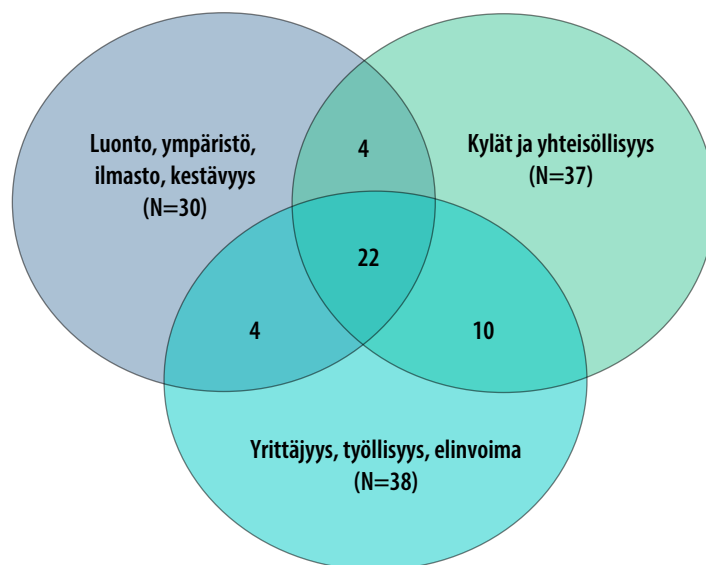 Luonto, ympäristö,
ilmasto, kestävyys
(N=30)
4
Kylät ja yhteisöllisyys
(N=37)
22
4
10
Yrittäjyys, työllisyys, elinvoima
(N=38)